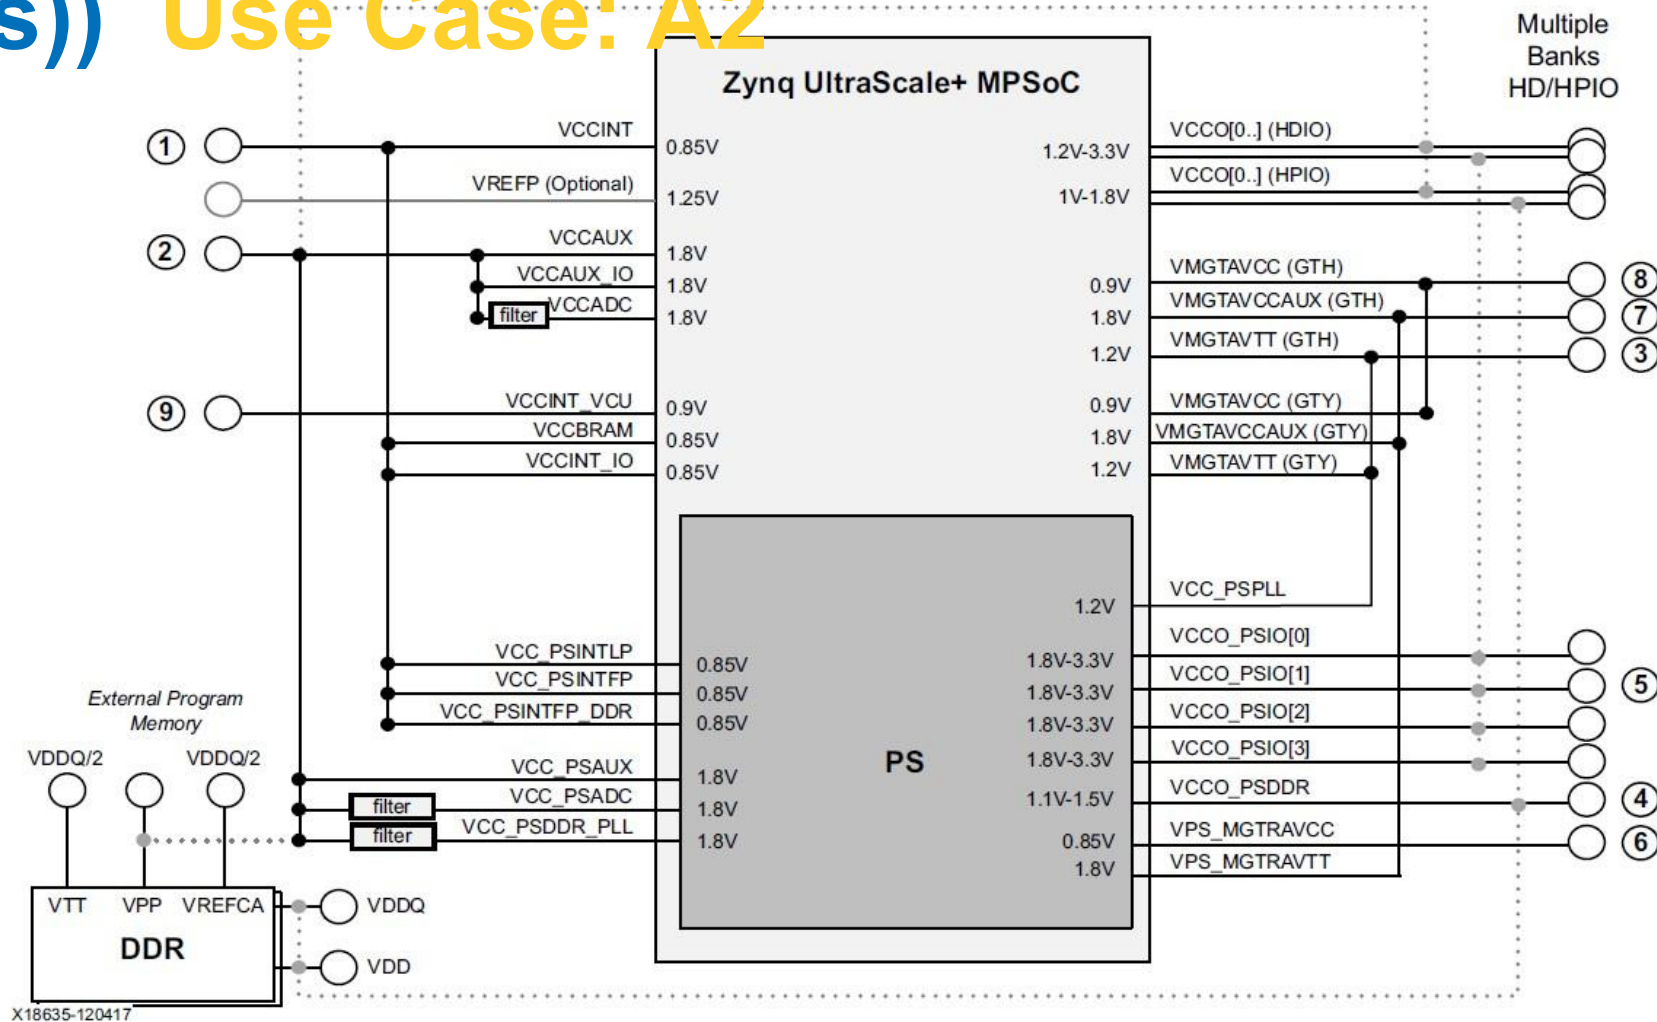 s)) Use Case: A2
Multiple
Banks
HD/HPIO
Zynq UltraScale+ MPSoC
1
VCCINT
0.85V
VREFP (Optional)
1.25V
2
VCCAUX
1.8V
VCCAUX_IO
1.8V
filter
VCCADC
1.8V
9
VCCINT_VCU
0.9V
VCCBRAM
0.85V
VCCINT_IO
0.85V
1.2V-3.3V
VCCO[0..] (HDIO)
1V-1.8V
VCCO[0..] (HPIO)
0.9V
VMGTAVCC (GTH)
8
1.8V
VMGTAVCCAUX (GTH)
7
1.2V
VMGTAVTT (GTH)
3
0.9V
VMGTAVCC (GTY)
1.8V
VMGTAVCCAUX (GTY)
1.2V
VMGTAVTT (GTY)
PS
VCC_PSINTLP
0.85V
VCC_PSINTFP
0.85V
VCC_PSINTFP_DDR
0.85V
VCC_PSAUX
1.8V
filter
VCC_PSADC
1.8V
filter
VCC_PSDDR_PLL
1.8V
1.2V
VCC_PSPLL
1.8V-3.3V
VCCO_PSIO[0]
1.8V-3.3V
VCCO_PSIO[1]
5
1.8V-3.3V
VCCO_PSIO[2]
1.8V-3.3V
VCCO_PSIO[3]
1.1V-1.5V
VCCO_PSDDR
4
0.85V
VPS_MGTRAVCC
6
1.8V
VPS_MGTRAVTT
External Program
Memory
VDDQ/2
VDDQ/2
VTT VPP VREFCA
DDR
VDDQ
VDD
X18635-120417